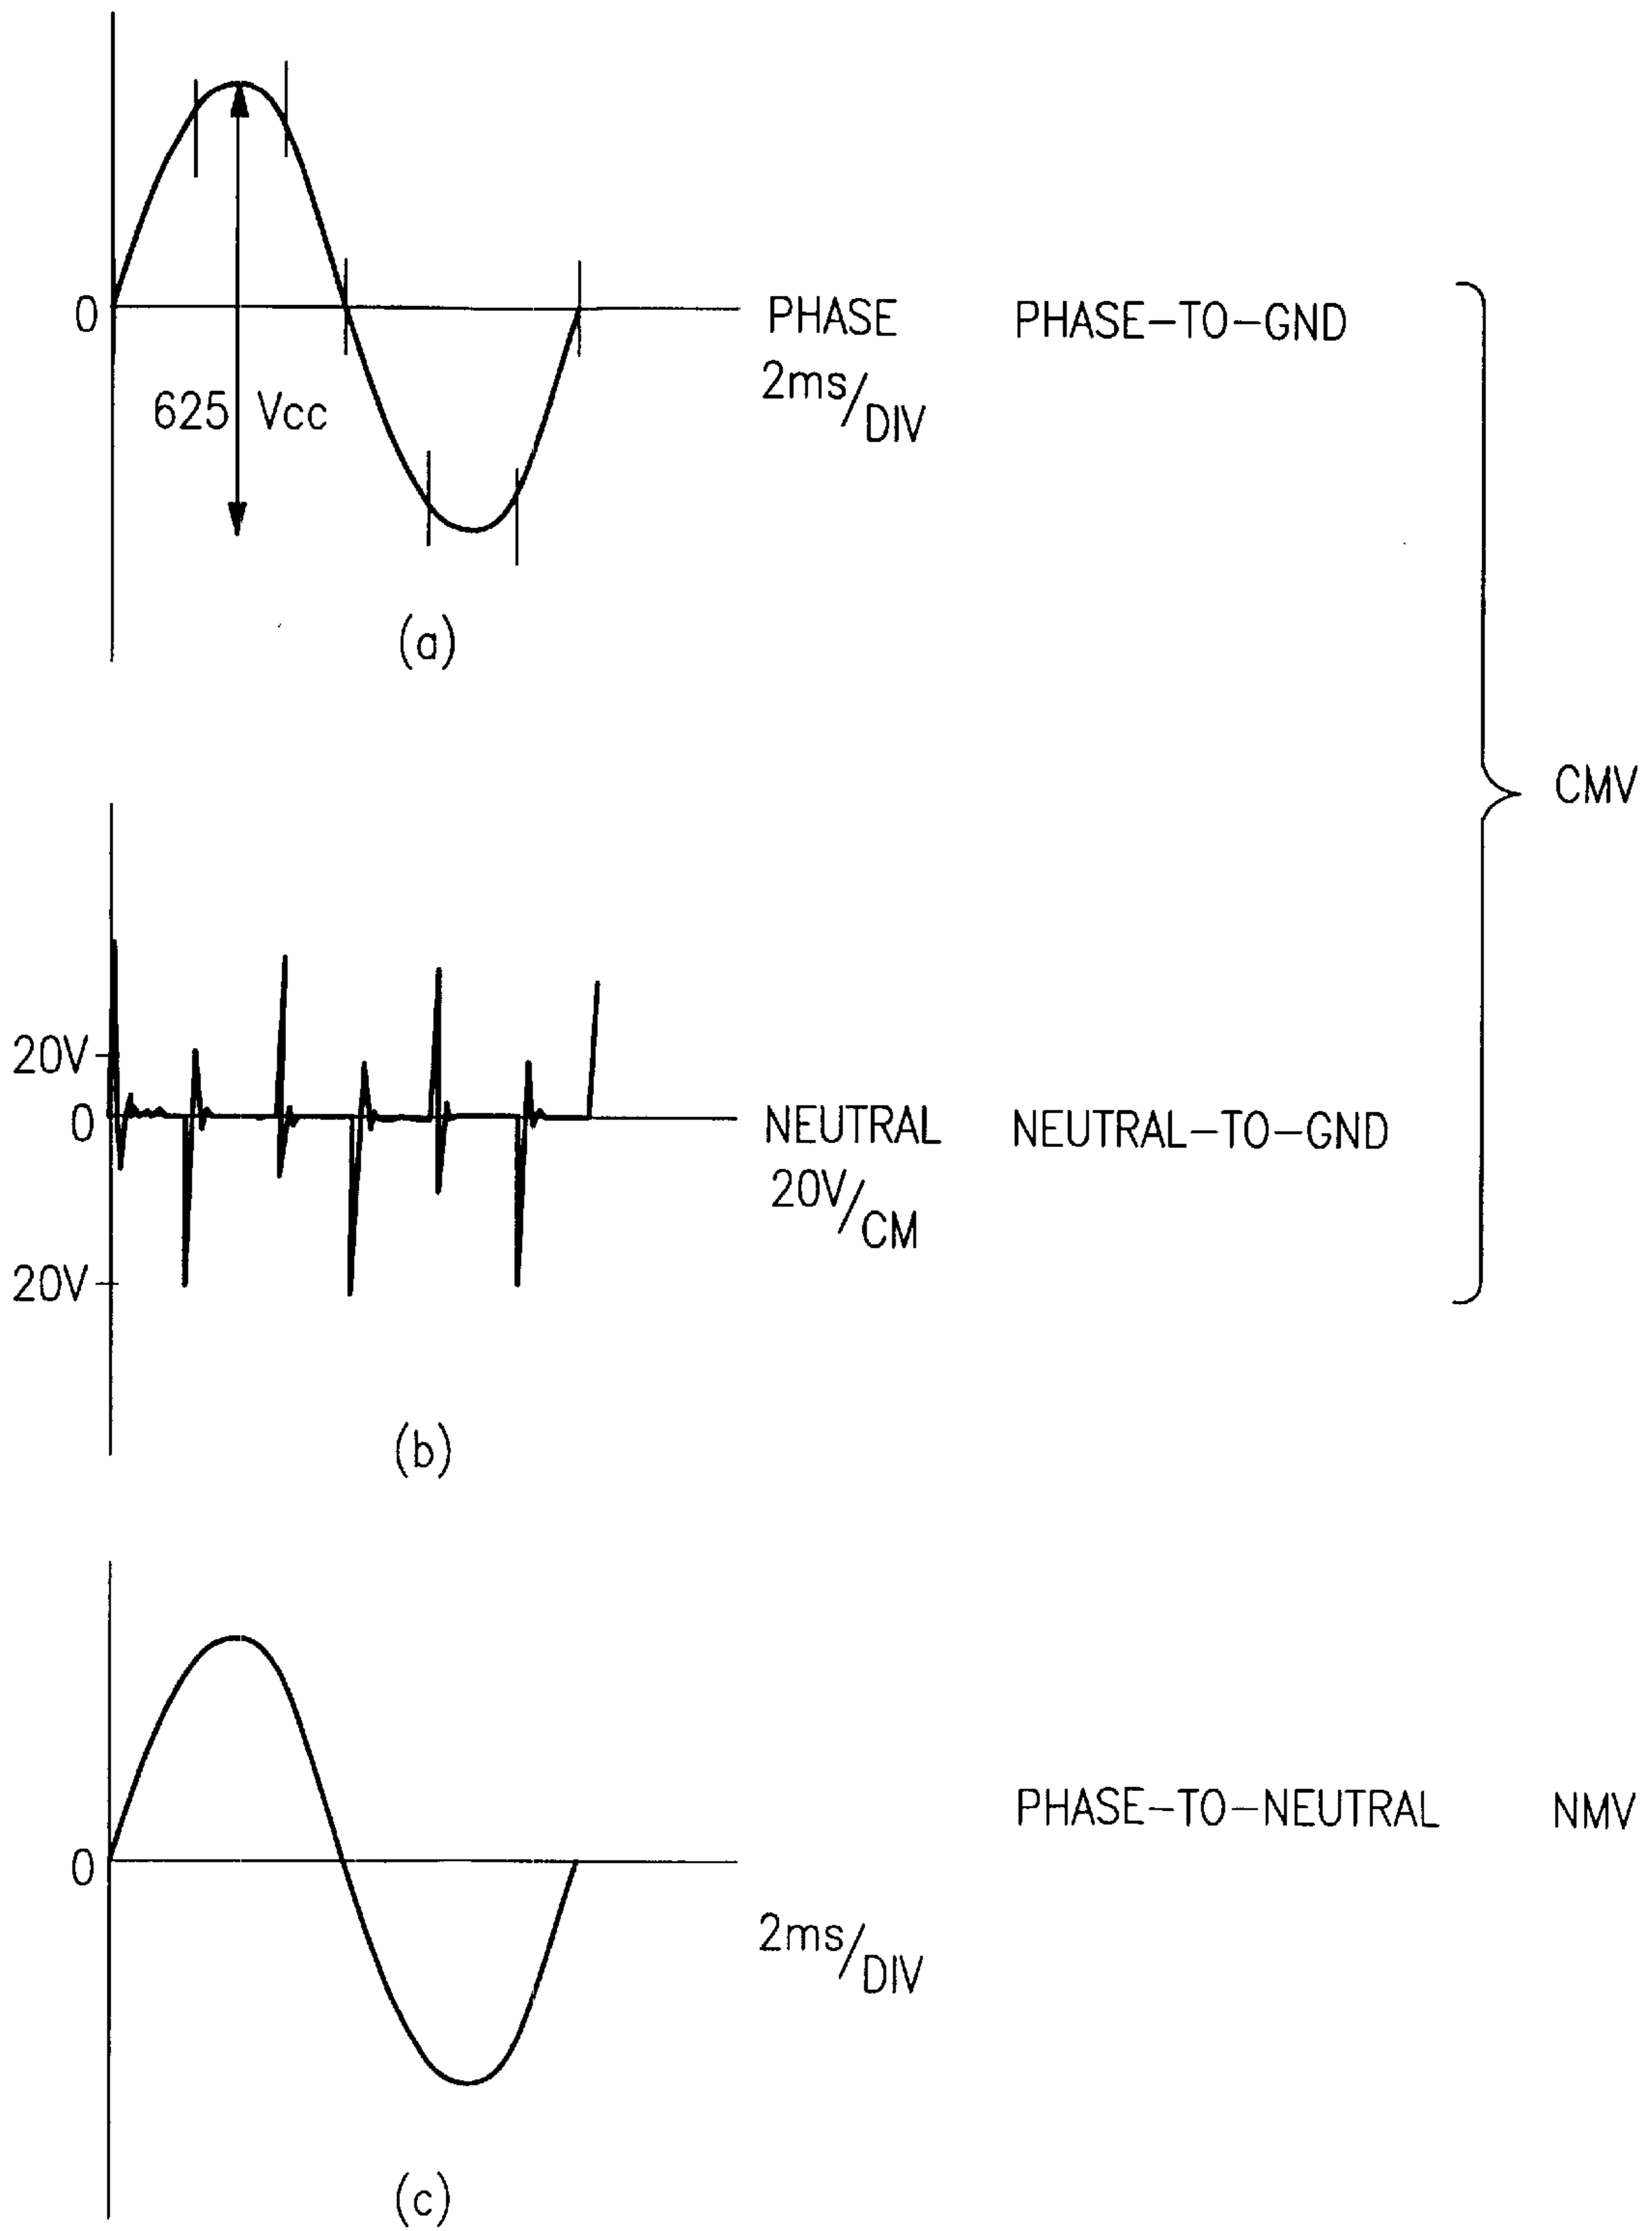 0
625 Vcc
PHASE
2ms/DIV
PHASE-TO-GND
(a)
CMV
20V
0
20V
NEUTRAL
20V/CM
NEUTRAL-TO-GND
(b)
0
2ms/DIV
PHASE-TO-NEUTRAL
NMV
(c)